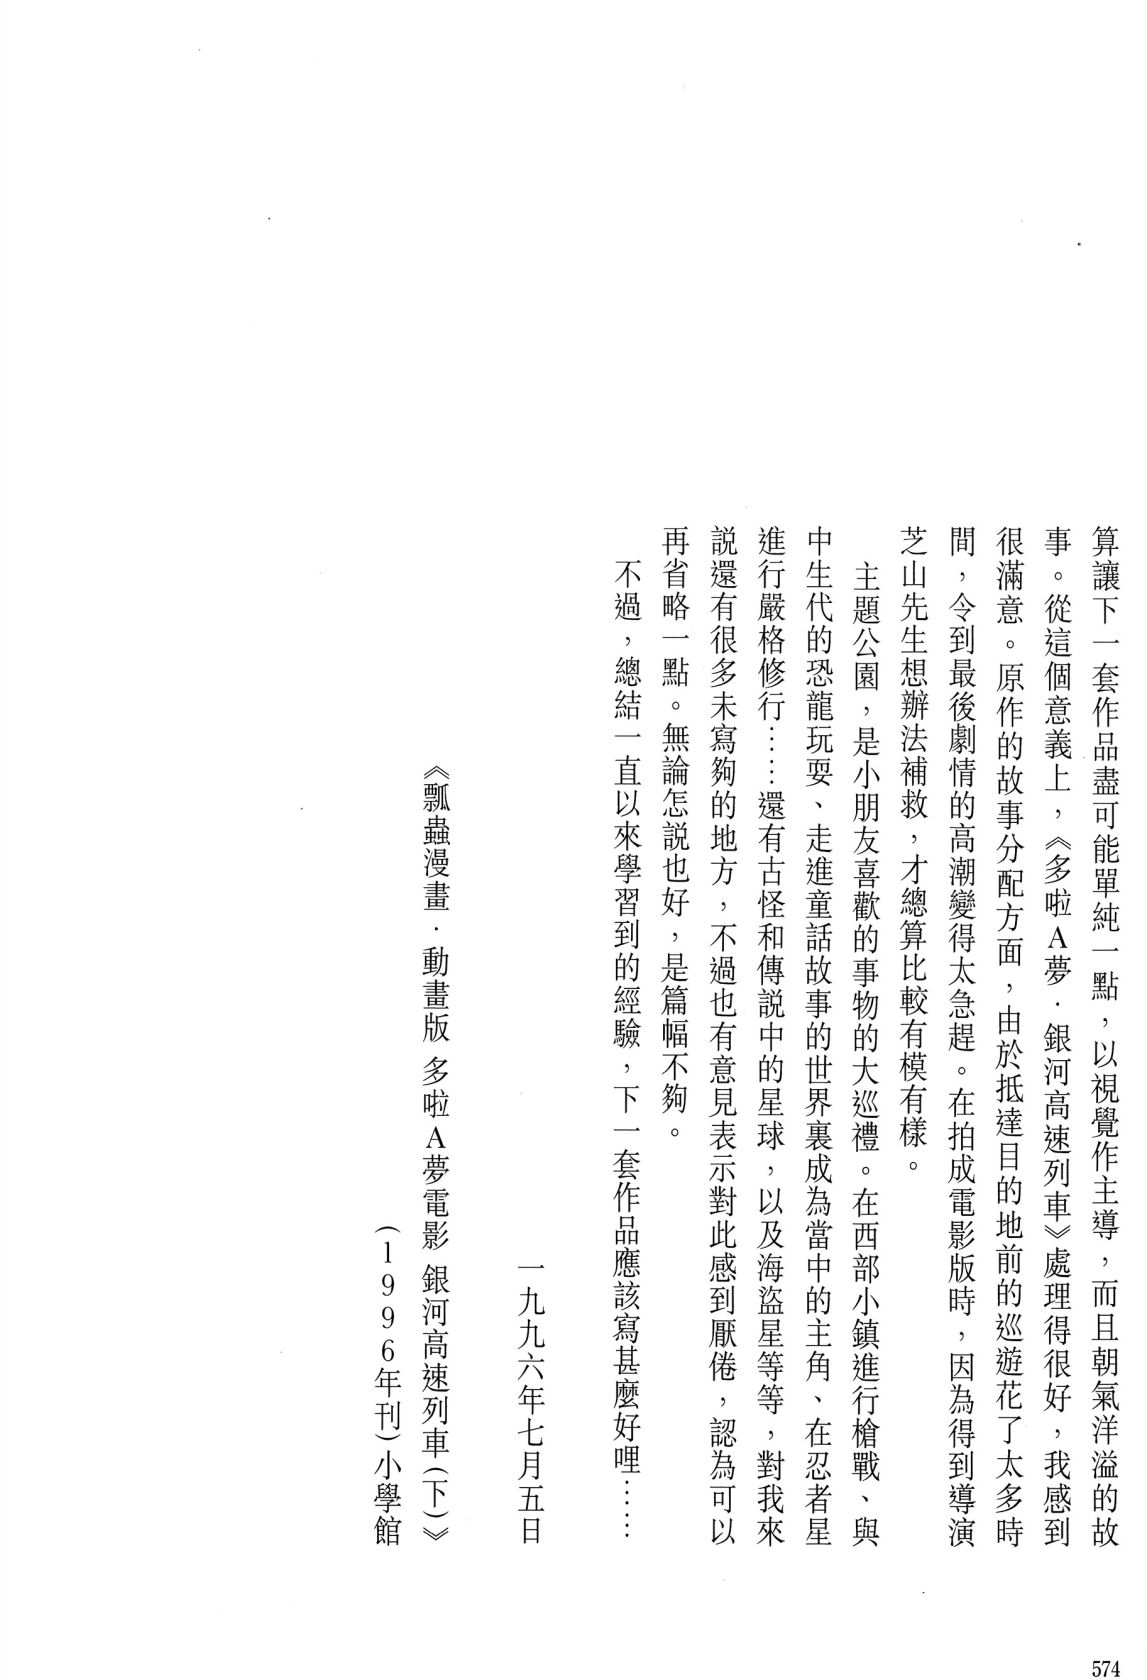 算讓下一套作品盡可能單純一點，以視覺作主導，而且朝氣洋溢的故
事。從這個意義上，《多啦A夢．銀河高速列車》處理得很好，我感到
很滿意。原作的故事分配方面，由於抵達目的地前的巡遊花了太多時
間，令到最後劇情的高潮變得太急趕。在拍成電影版時，因為得到導演
芝山先生想辦法補救，才總算比較有模有樣。
主題公園，是小朋友喜歡的事物的大巡禮。在西部小鎮進行槍戰、與
中生代的恐龍玩耍、走進童話故事的世界裏成為當中的主角、在忍者星
進行嚴格修行……還有古怪和傳説中的星球，以及海盜星等等，對我來
説還有很多未寫夠的地方，不過也有意見表示對此感到厭倦，認為可以
再省略一點。無論怎説也好，是篇幅不夠。
不過，總結一直以來學習到的經驗，下一套作品應該寫甚麼好哩……
一九九六年七月五日
《瓢蟲漫畫．動畫版 多啦A夢電影 銀河高速列車(下)》
(1996年刊)小學館
574